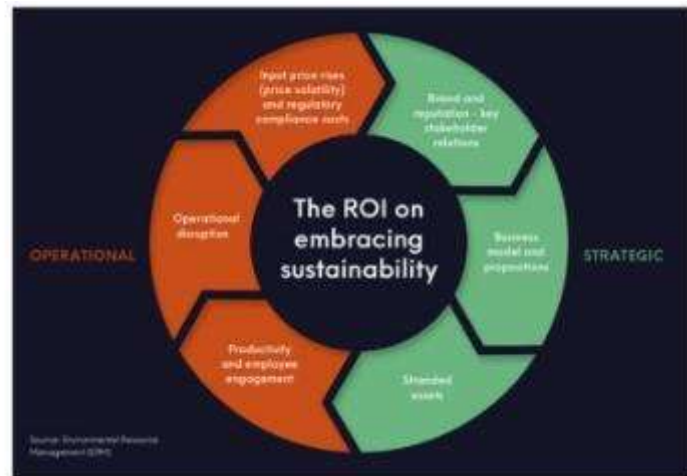 Input price rises
(price volatility)
and regulatory
compliance costs
Brand and
reputation - key
stakeholder
relations
Operational
disruption
The ROI on
embracing
sustainability
Business
model and
propositions
OPERATIONAL
STRATEGIC
Productivity
and employee
engagement
Stranded
assets
Source: Environmental Resource
Management (ERM)